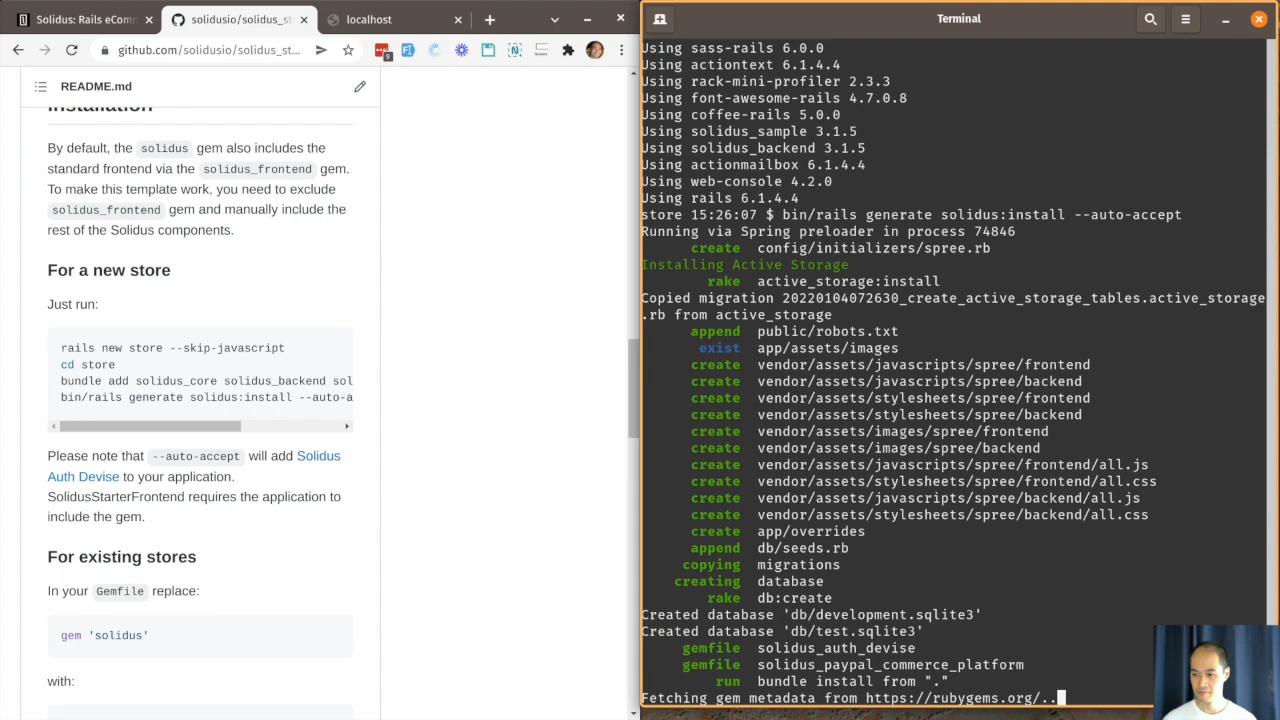 Solidus: Rails eCom
solidusio/solidus_st
localhost
github.com/solidusio/solidus_st...
9
README.md
Installation
By default, the solidus gem also includes the
standard frontend via the solidus_frontend gem.
To make this template work, you need to exclude
solidus_frontend gem and manually include the
rest of the Solidus components.
For a new store
Just run:
rails new store --skip-javascript
cd store
bundle add solidus_core solidus_backend sol
bin/rails generate solidus:install --auto-a
Please note that --auto-accept will add Solidus
Auth Devise to your application.
SolidusStarterFrontend requires the application to
include the gem.
For existing stores
In your Gemfile replace:
gem 'solidus'
with:
Terminal
Using sass-rails 6.0.0
Using actiontext 6.1.4.4
Using rack-mini-profiler 2.3.3
Using font-awesome-rails 4.7.0.8
Using coffee-rails 5.0.0
Using solidus_sample 3.1.5
Using solidus_backend 3.1.5
Using actionmailbox 6.1.4.4
Using web-console 4.2.0
Using rails 6.1.4.4
store 15:26:07 $ bin/rails generate solidus:install --auto-accept
Running via Spring preloader in process 74846
create config/initializers/spree.rb
Installing Active Storage
rake active_storage:install
Copied migration 20220104072630_create_active_storage_tables.active_storage
.rb from active_storage
append public/robots.txt
exist app/assets/images
create vendor/assets/javascripts/spree/frontend
create vendor/assets/javascripts/spree/backend
create vendor/assets/stylesheets/spree/frontend
create vendor/assets/stylesheets/spree/backend
create vendor/assets/images/spree/frontend
create vendor/assets/images/spree/backend
create vendor/assets/javascripts/spree/frontend/all.js
create vendor/assets/stylesheets/spree/frontend/all.css
create vendor/assets/javascripts/spree/backend/all.js
create vendor/assets/stylesheets/spree/backend/all.css
create app/overrides
append db/seeds.rb
copying migrations
creating database
rake db:create
Created database 'db/development.sqlite3'
Created database 'db/test.sqlite3'
gemfile solidus_auth_devise
gemfile solidus_paypal_commerce_platform
run bundle install from "."
Fetching gem metadata from https://rubygems.org/..